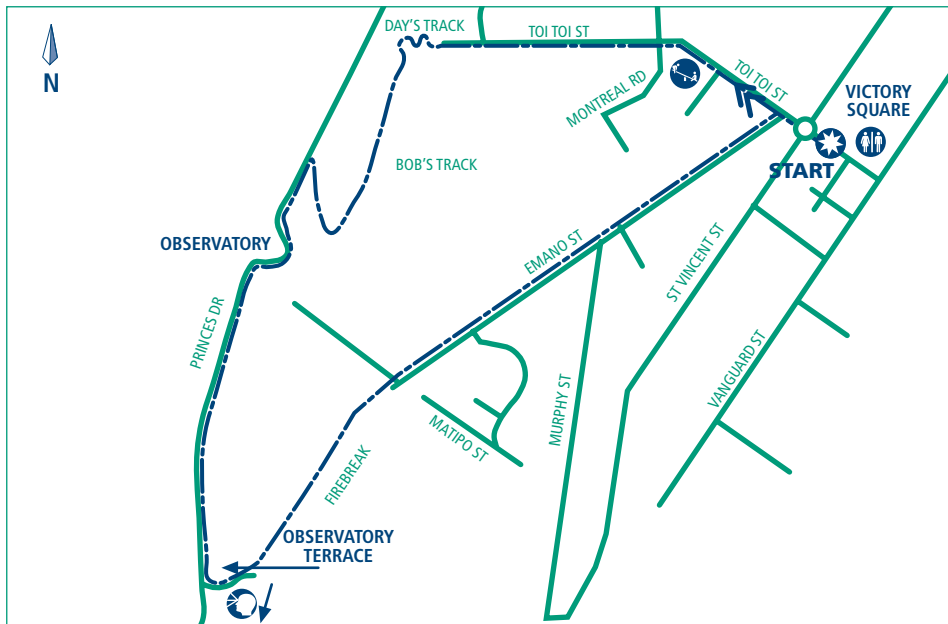 DAY'S TRACK
TOI TOI ST
N
TOI TOI ST
MONTREAL RD
VICTORY
SQUARE
START
BOB'S TRACK
OBSERVATORY
EMANO ST
ST VINCENT ST
PRINCES DR
VANGUARD ST
MURPHY ST
MATIPO ST
FIREBREAK
OBSERVATORY
TERRACE